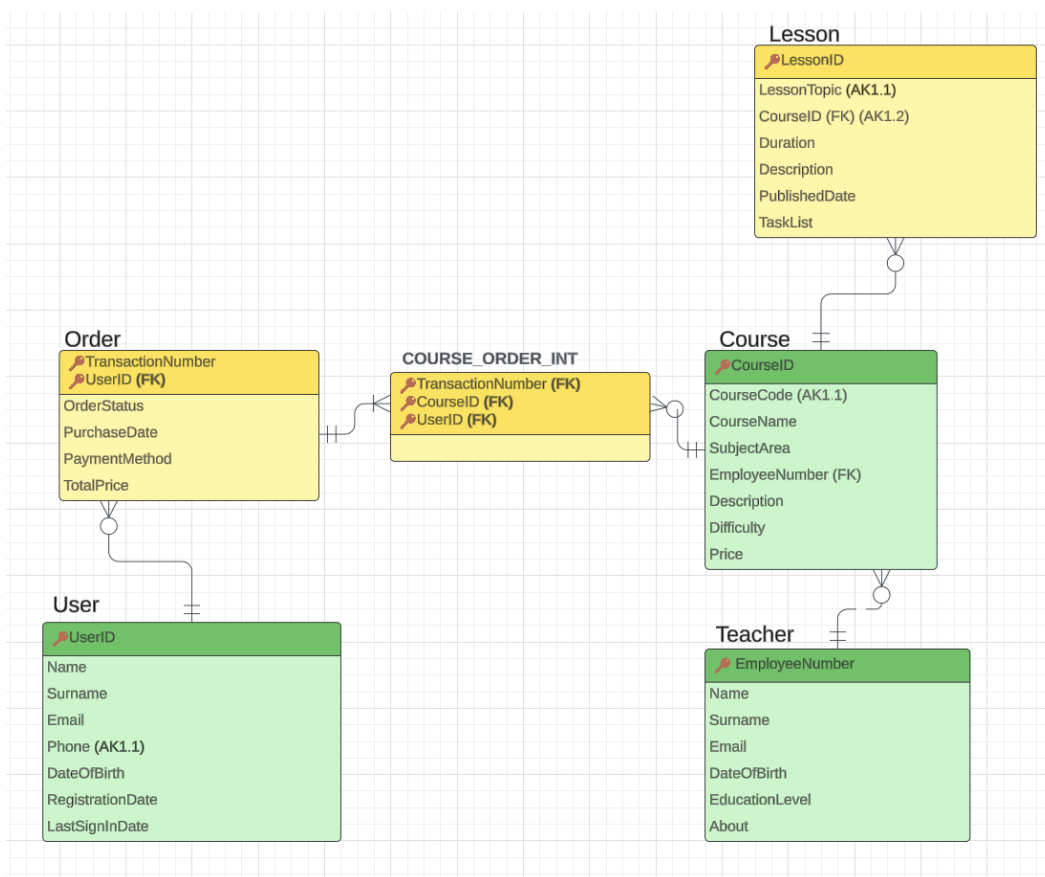 Lesson
LessonID
LessonTopic (AK1.1)
CourseID (FK) (AK1.2)
Duration
Description
PublishedDate
TaskList
Order
TransactionNumber
UserID (FK)
OrderStatus
PurchaseDate
PaymentMethod
TotalPrice
COURSE_ORDER_INT
TransactionNumber (FK)
CourseID (FK)
UserID (FK)
Course
CourseID
CourseCode (AK1.1)
CourseName
SubjectArea
EmployeeNumber (FK)
Description
Difficulty
Price
User
UserID
Name
Surname
Email
Phone (AK1.1)
DateOfBirth
RegistrationDate
LastSignInDate
Teacher
EmployeeNumber
Name
Surname
Email
DateOfBirth
EducationLevel
About